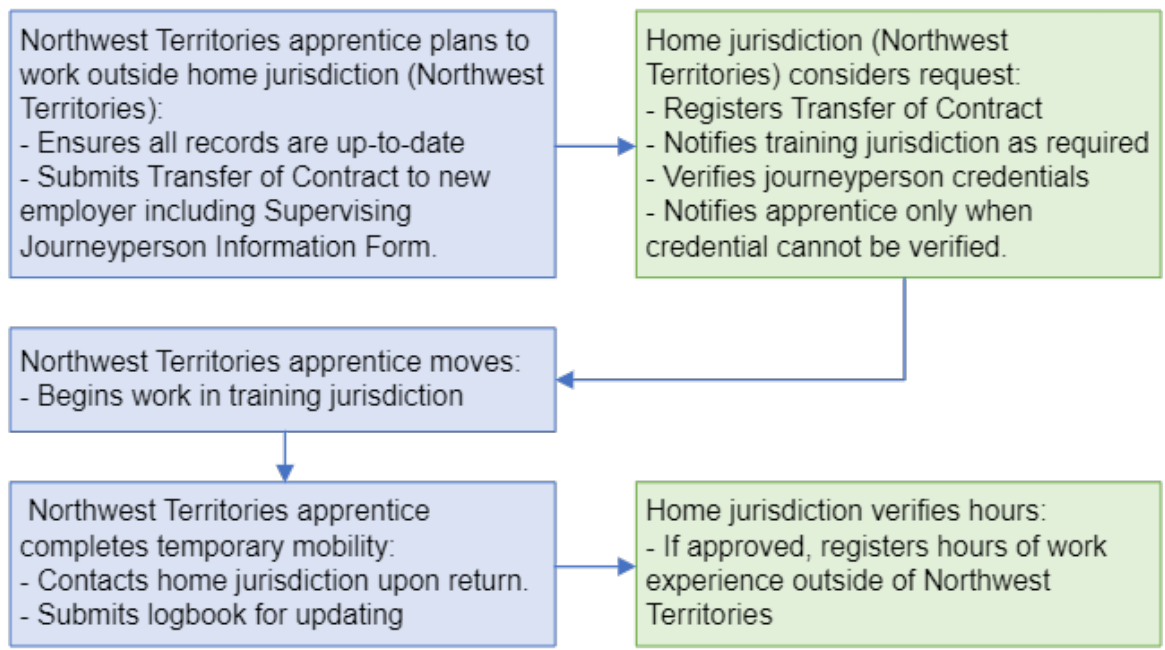 Northwest Territories apprentice plans to
work outside home jurisdiction (Northwest
Territories):
- Ensures all records are up-to-date
- Submits Transfer of Contract to new
employer including Supervising
Journeyperson Information Form.
Home jurisdiction (Northwest
Territories) considers request:
- Registers Transfer of Contract
- Notifies training jurisdiction as required
- Verifies journeyperson credentials
- Notifies apprentice only when
credential cannot be verified.
Northwest Territories apprentice moves:
- Begins work in training jurisdiction
Northwest Territories apprentice
completes temporary mobility:
- Contacts home jurisdiction upon return.
- Submits logbook for updating
Home jurisdiction verifies hours:
- If approved, registers hours of work
experience outside of Northwest
Territories